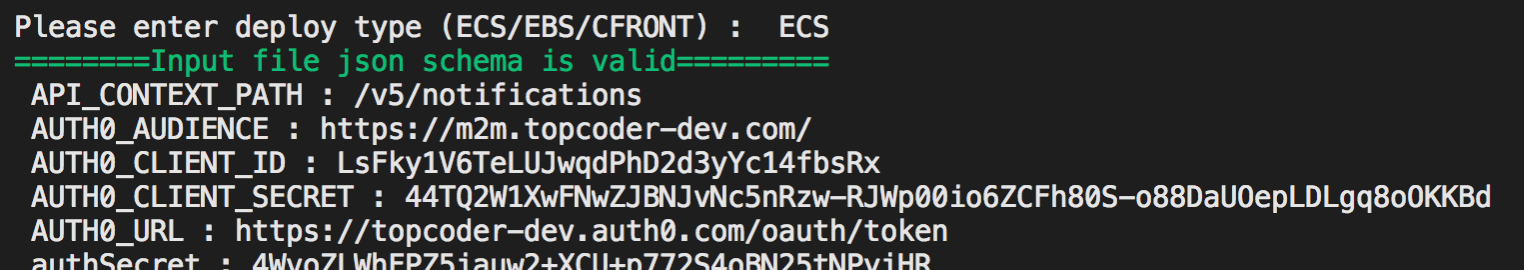 Please enter deploy type (ECS/EBS/CFRONT) : ECS
========Input file json schema is valid=========
API_CONTEXT_PATH : /v5/notifications
AUTH0_AUDIENCE : https://m2m.topcoder-dev.com/
AUTH0_CLIENT_ID : LsFky1V6TeLUJwqdPhD2d3yYc14fbsRx
AUTH0_CLIENT_SECRET : 44TQ2W1XwFNwZJBNJvNc5nRzw-RJWp00io6ZCFh80S-o88DaUOepLDLgq8oOKKBd
AUTH0_URL : https://topcoder-dev.auth0.com/oauth/token
authSecret :